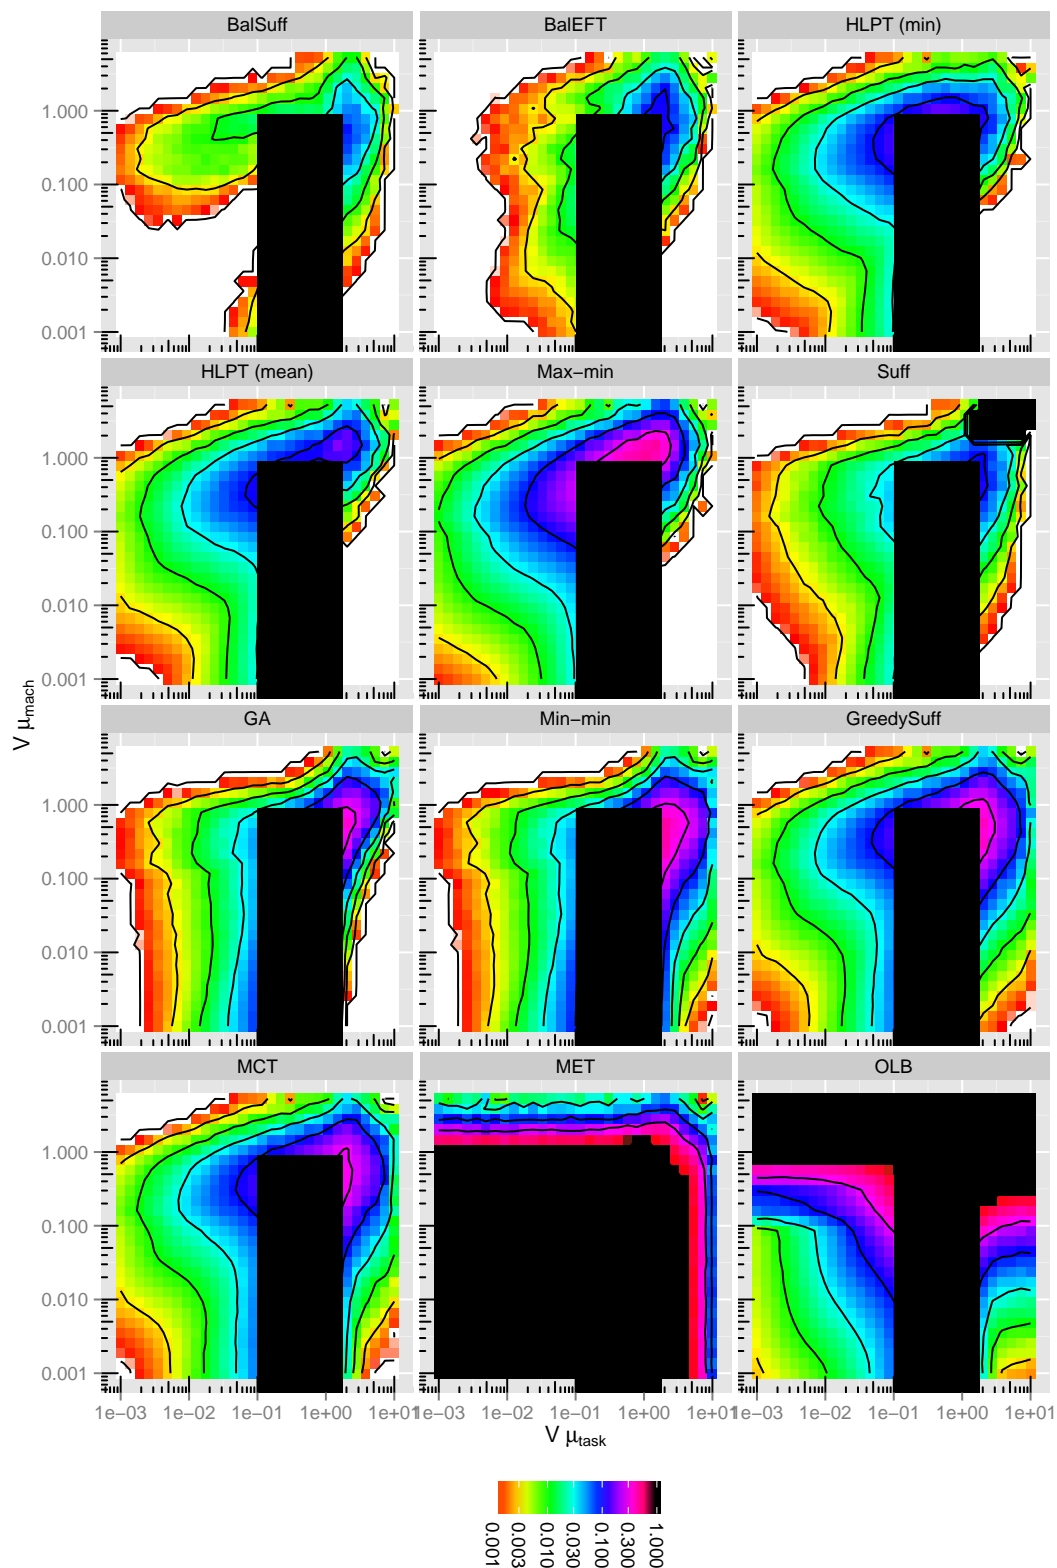 BalSuff BalEFT HLPT (min)
1.000
0.100
0.010
0.001
HLPT (mean) Max−min Suff
1.000
0.100
0.010
0.001
GA Min−min GreedySuff
1.000
0.100
0.010
0.001
MCT MET OLB
1.000
0.100
0.010
0.001
1e−03 1e−02 1e−01 1e+00 1e+01 1e−03 1e−02 1e−01 1e+00 1e+01 1e−03 1e−02 1e−01 1e+00 1e+01
V μmach
V μtask
0.001 0.003 0.010 0.030 0.100 0.300 1.000